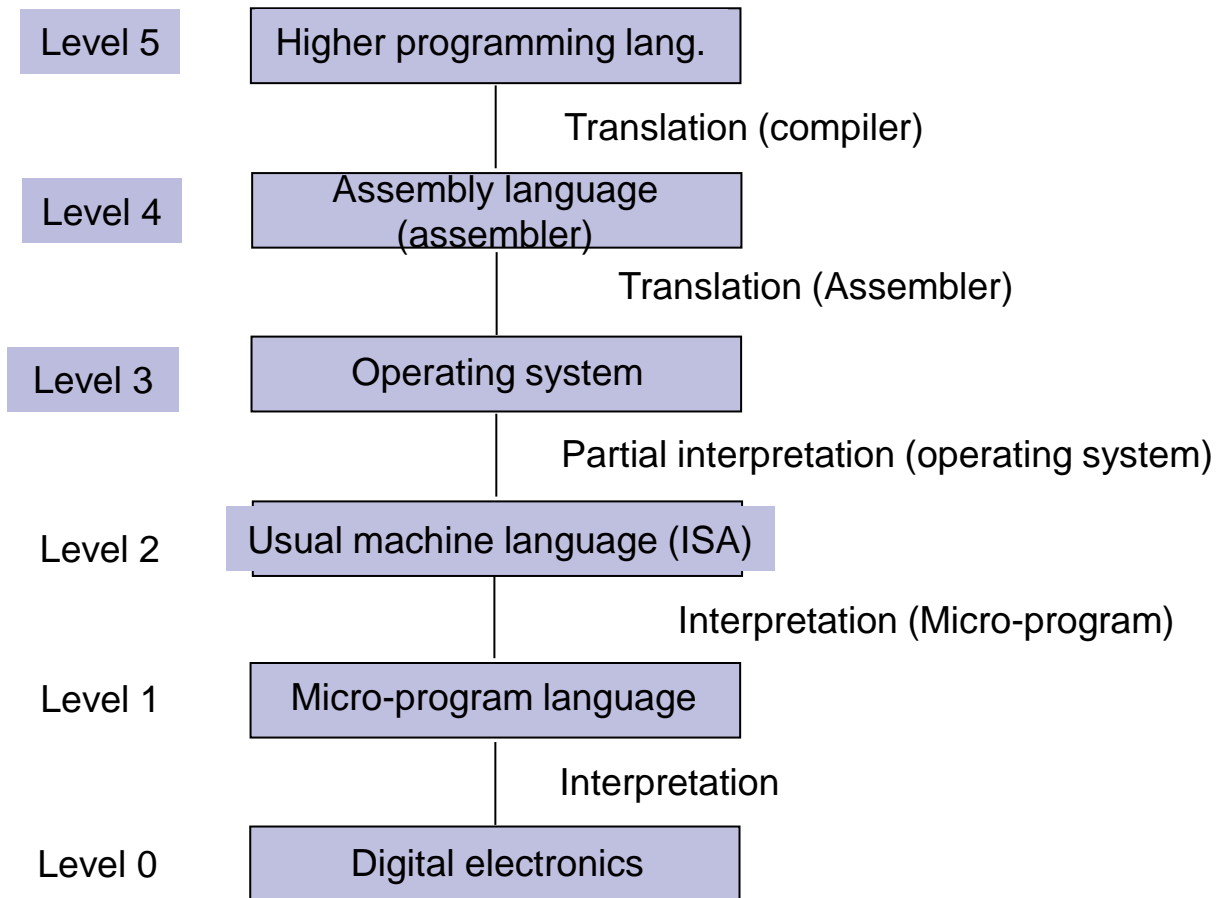 Level 5
Higher programming lang.
Translation (compiler)
Level 4
Assembly language
(assembler)
Translation (Assembler)
Level 3
Operating system
Partial interpretation (operating system)
Level 2
Usual machine language (ISA)
Interpretation (Micro-program)
Level 1
Micro-program language
Interpretation
Level 0
Digital electronics